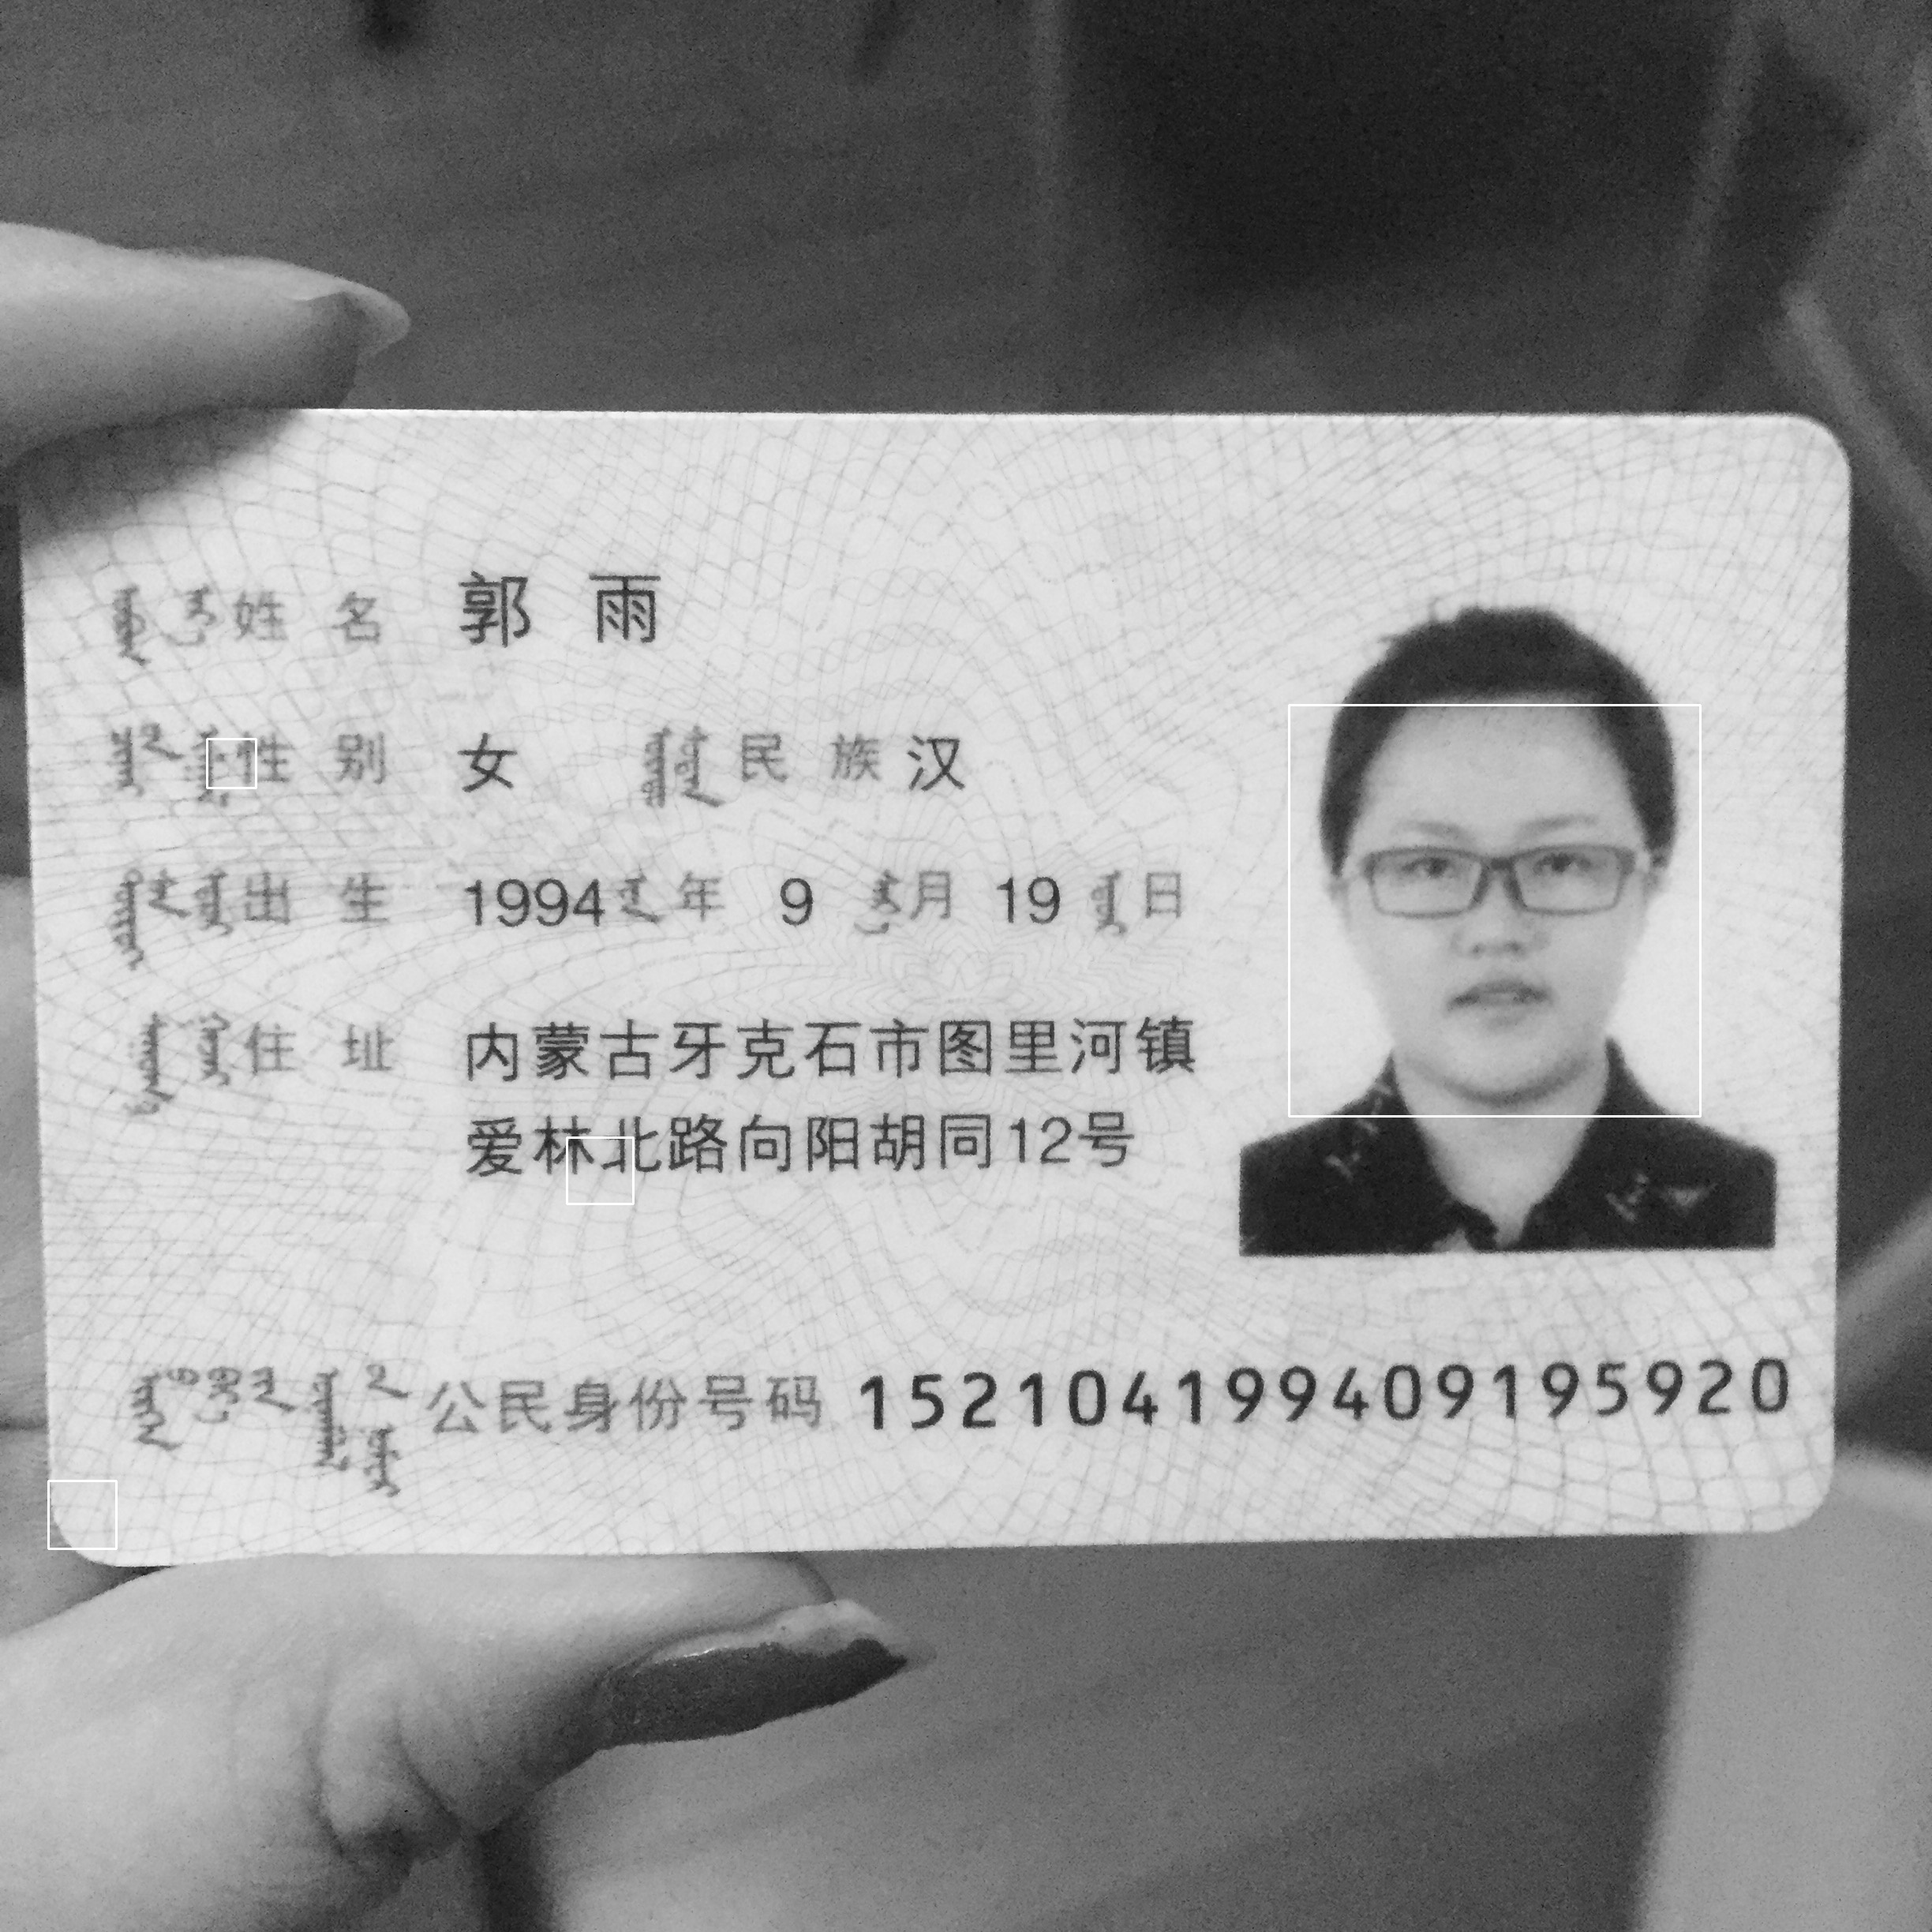 姓 名 郭 雨
性 别 女 民 族 汉
出 生 1994 年 9 月 19 日
住 址 内蒙古牙克石市图里河镇
爱林北路向阳胡同12号
公民身份号码 152104199409195920